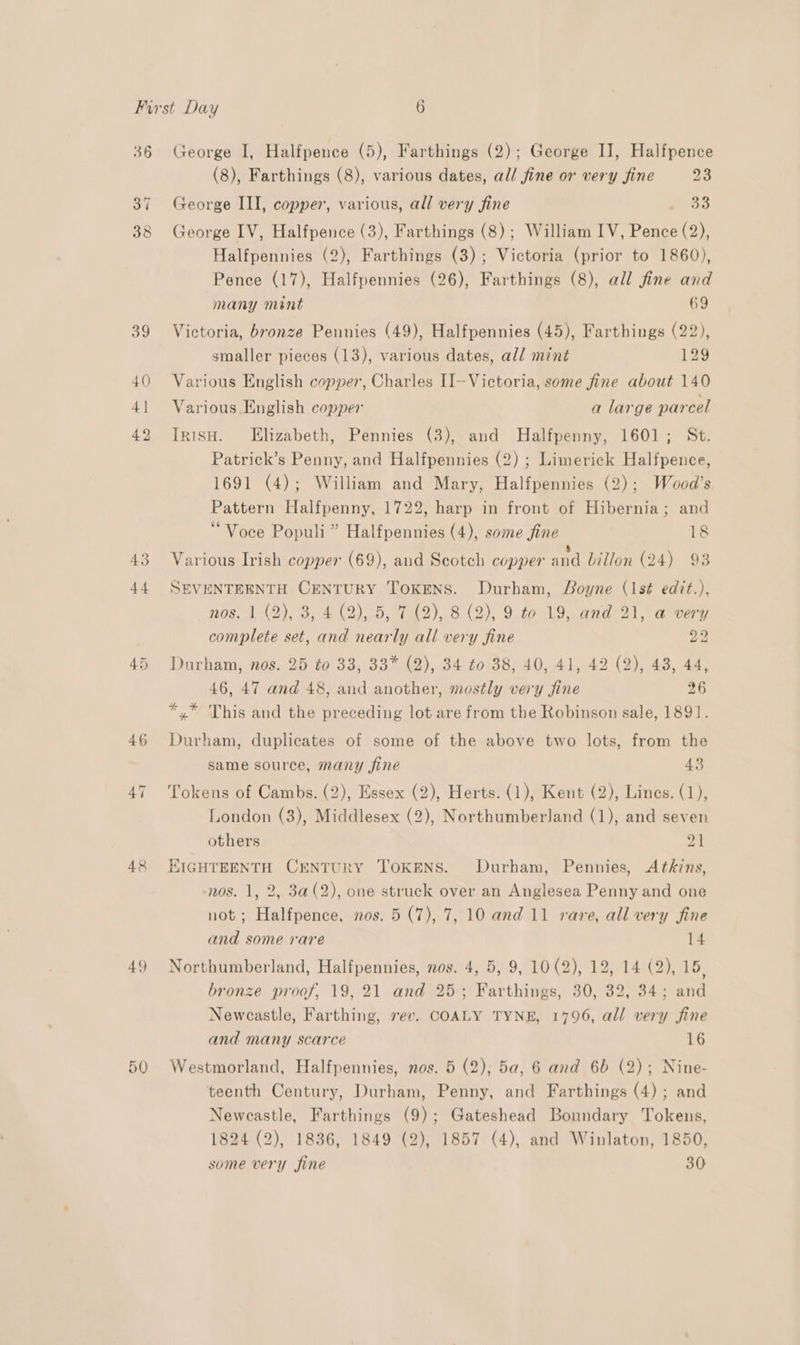 First Day 6
36 George I, Halfpence (5), Farthings (2); George II, Halfpence
(8), Farthings (8), various dates, all fine or very fine 23
37 George III, copper, various, all very fine 33
38 George IV, Halfpence (3), Farthings (8); William IV, Pence (2),
Halfpennies (2), Farthings (3); Victoria (prior to 1860),
Pence (17), Halfpennies (26), Farthings (8), all fine and
many mint 69
39 Victoria, bronze Pennies (49), Halfpennies (45), Farthings (22),
smaller pieces (13), various dates, all mint 129
40 Various English copper, Charles II–Victoria, some fine about 140
41 Various English copper a large parcel
42 IRISH. Elizabeth, Pennies (3), and Halfpenny, 1601; St.
Patrick's Penny, and Halfpennies (2); Limerick Halfpence,
1691 (4); William and Mary, Halfpennies (2); Wood's
Pattern Halfpenny, 1722, harp in front of Hibernia; and
“Voce Populi” Halfpennies (4), some fine 18
43 Various Irish copper (69), and Scotch copper and billon (24) 93
44 SEVENTEENTH CENTURY TOKENS. Durham, Boyne (1st edit.),
nos. 1 (2), 3, 4 (2), 5, 7 (2), 8 (2), 9 to 19, and 21, a very
complete set, and nearly all very fine 22
45 Durham, nos. 25 to 33, 33* (2), 34 to 38, 40, 41, 42 (2), 43, 44,
46, 47 and 48, and another, mostly very fine 26
*⁎* This and the preceding lot are from the Robinson sale, 1891.
46 Durham, duplicates of some of the above two lots, from the
same source, many fine 43
47 Tokens of Cambs. (2), Essex (2), Herts. (1), Kent (2), Lincs. (1),
London (3), Middlesex (2), Northumberland (1), and seven
others 21
48 EIGHTEENTH CENTURY TOKENS. Durham, Pennies, Atkins,
nos. 1, 2, 3a (2), one struck over an Anglesea Penny and one
not; Halfpence, nos. 5 (7), 7, 10 and 11 rare, all very fine
and some rare 14
49 Northumberland, Halfpennies, nos. 4, 5, 9, 10 (2), 12, 14 (2), 15,
bronze proof, 19, 21 and 25; Farthings, 30, 32, 34; and
Newcastle, Farthing, rev. COALY TYNE, 1796, all very fine
and many scarce 16
50 Westmorland, Halfpennies, nos. 5 (2), 5a, 6 and 6b (2); Nine-
teenth Century, Durham, Penny, and Farthings (4); and
Newcastle, Farthings (9); Gateshead Boundary Tokens,
1824 (2), 1836, 1849 (2), 1857 (4), and Winlaton, 1850,
some very fine 30